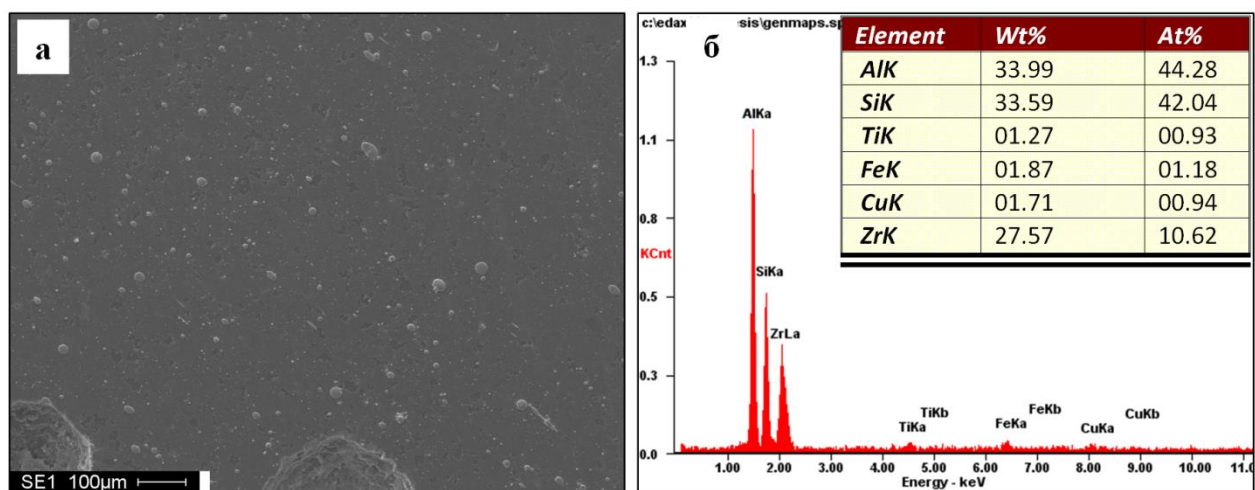 а
SE1 100µm
c:\edax sis\genmaps.sp
б
Element Wt% At%
AlK 33.99 44.28
SiK 33.59 42.04
TiK 01.27 00.93
FeK 01.87 01.18
CuK 01.71 00.94
ZrK 27.57 10.62
1.3
1.1
0.8
KCnt
0.5
0.3
0.0
AlKa
SiKa
ZrLa
TiKa
TiKb
FeKa
FeKb
CuKa
CuKb
1.00 2.00 3.00 4.00 5.00 6.00 7.00 8.00 9.00 10.00 11.0
Energy - keV